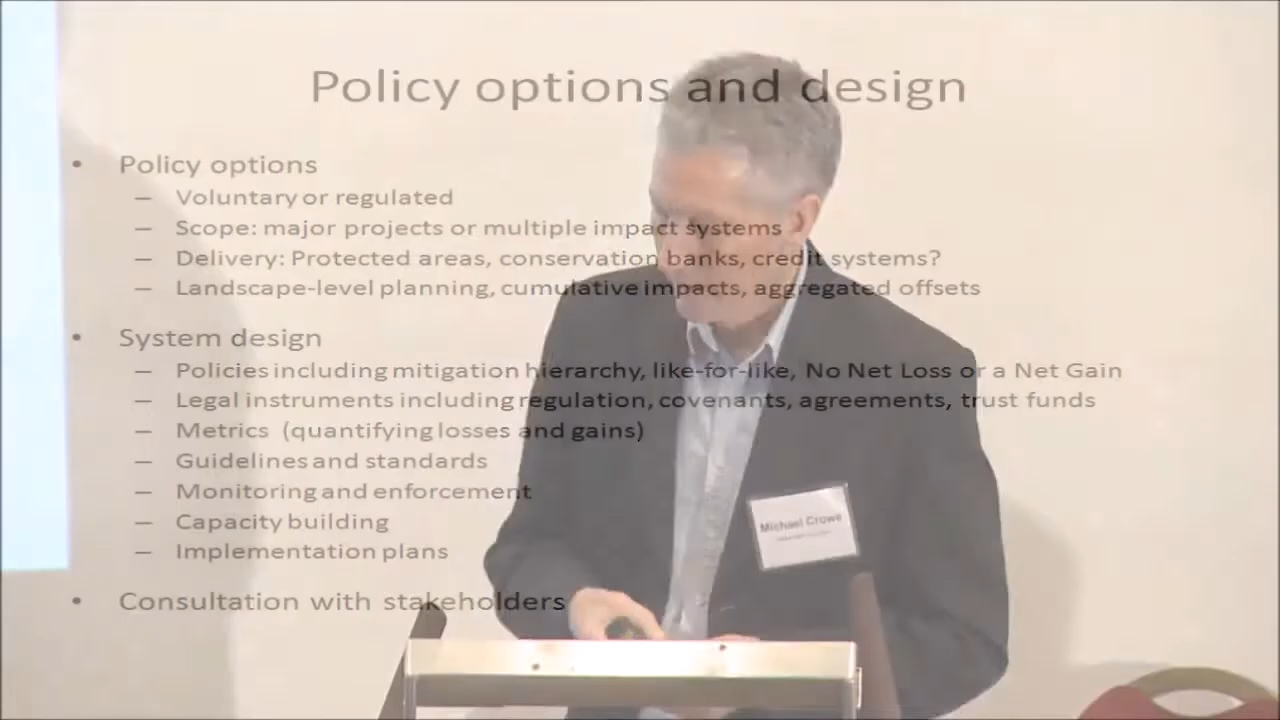 Policy options and design
• Policy options
– Voluntary or regulated
– Scope: major projects or multiple impact systems
– Delivery: Protected areas, conservation banks, credit systems?
– Landscape-level planning, cumulative impacts, aggregated offsets
• System design
– Policies including mitigation hierarchy, like-for-like, No Net Loss or a Net Gain
– Legal instruments including regulation, covenants, agreements, trust funds
– Metrics (quantifying losses and gains)
– Guidelines and standards
– Monitoring and enforcement
Michael Crowe
– Capacity building
– Implementation plans
• Consultation with stakeholders